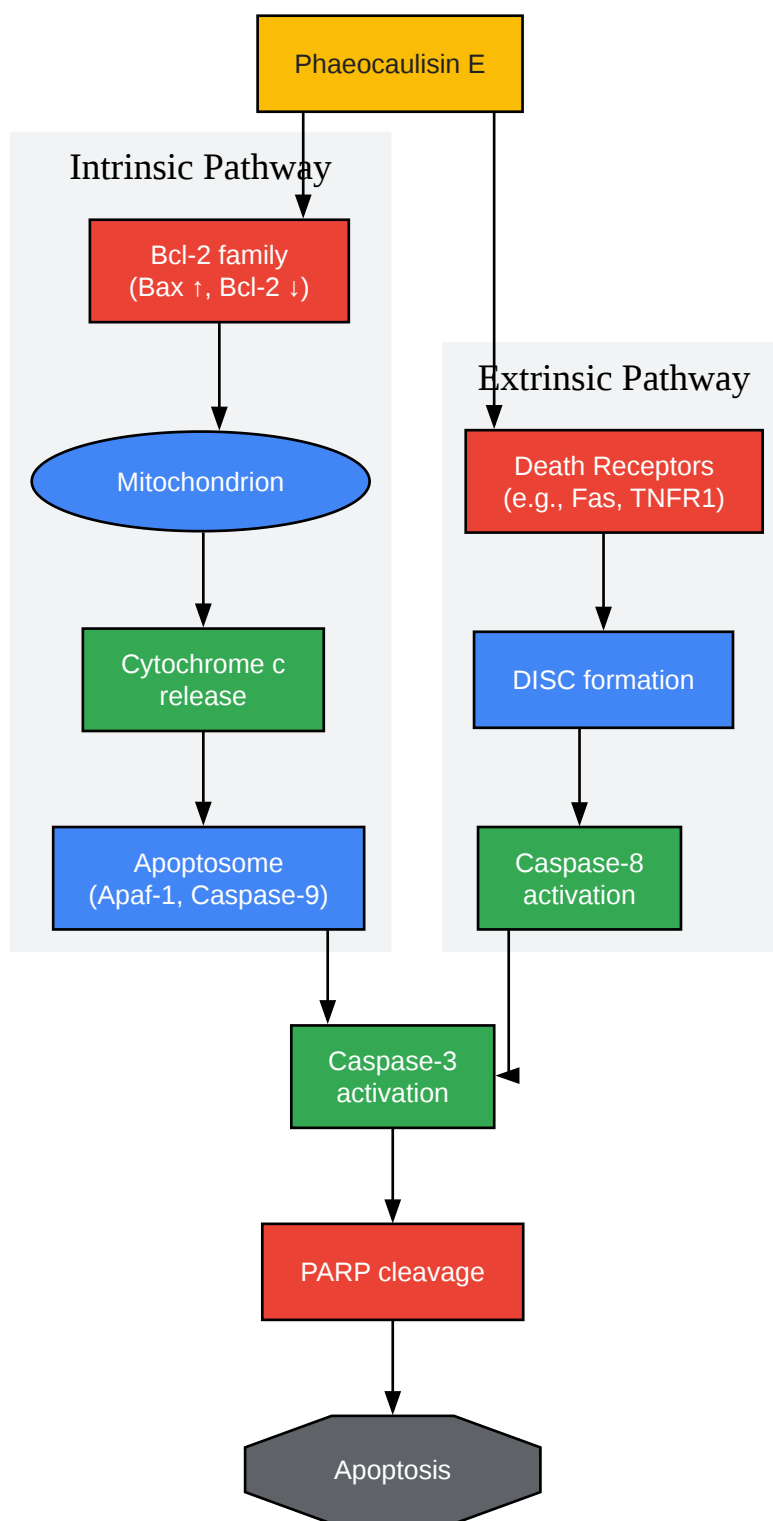 Phaeocaulisin E
Intrinsic Pathway
Bcl-2 family
(Bax ↑, Bcl-2 ↓)
Mitochondrion
Cytochrome c
release
Apoptosome
(Apaf-1, Caspase-9)
Extrinsic Pathway
Death Receptors
(e.g., Fas, TNFR1)
DISC formation
Caspase-8
activation
Caspase-3
activation
PARP cleavage
Apoptosis